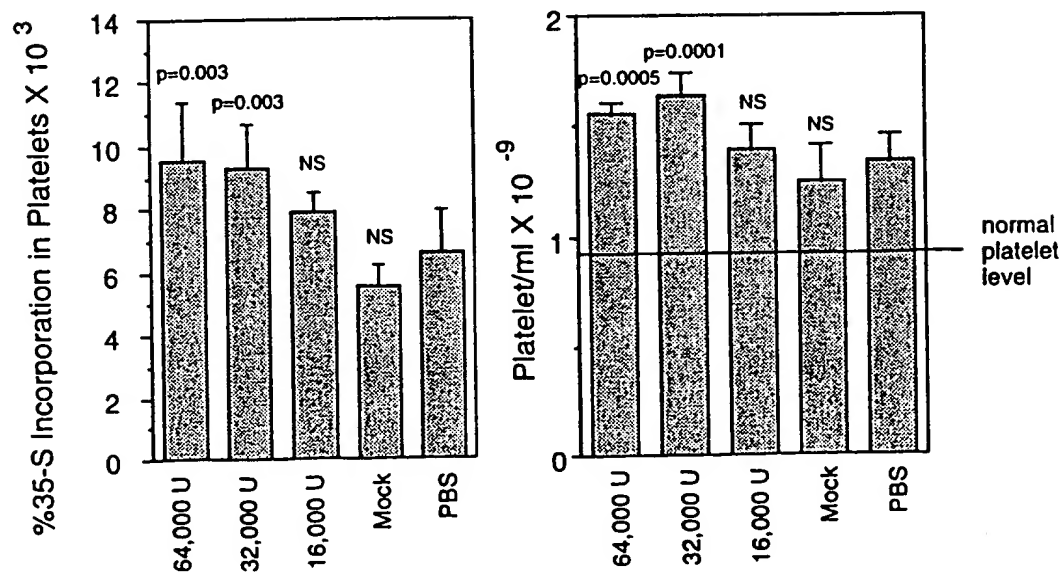 %35-S Incorporation in Platelets X 10 3
14
12
10
8
6
4
2
0
p=0.003
p=0.003
NS
NS
64,000 U
32,000 U
16,000 U
Mock
PBS
Platelet/ml X 10 -9
2
1
0
p=0.0005
p=0.0001
NS
NS
64,000 U
32,000 U
16,000 U
Mock
PBS
normal
platelet
level